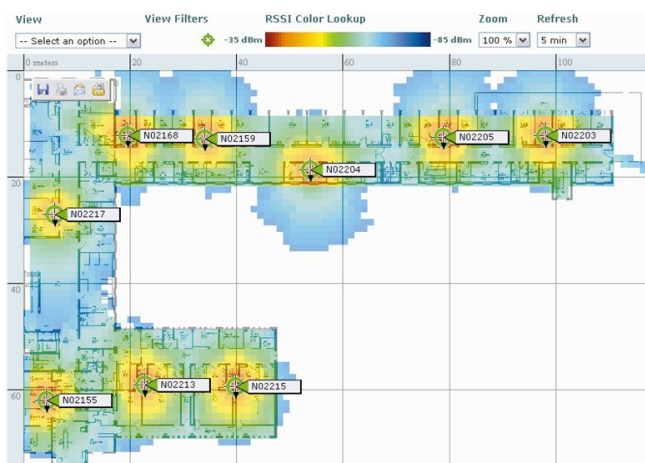 View View Filters RSSI Color Lookup Zoom Refresh
-- Select an option -- -35 dBm -85 dBm 100 % 5 min
0 meters 20 40 60 80 100
0
N02168 N02159 N02205 N02203
N02204
20
N02217
40
N02213 N02215
60
N02155